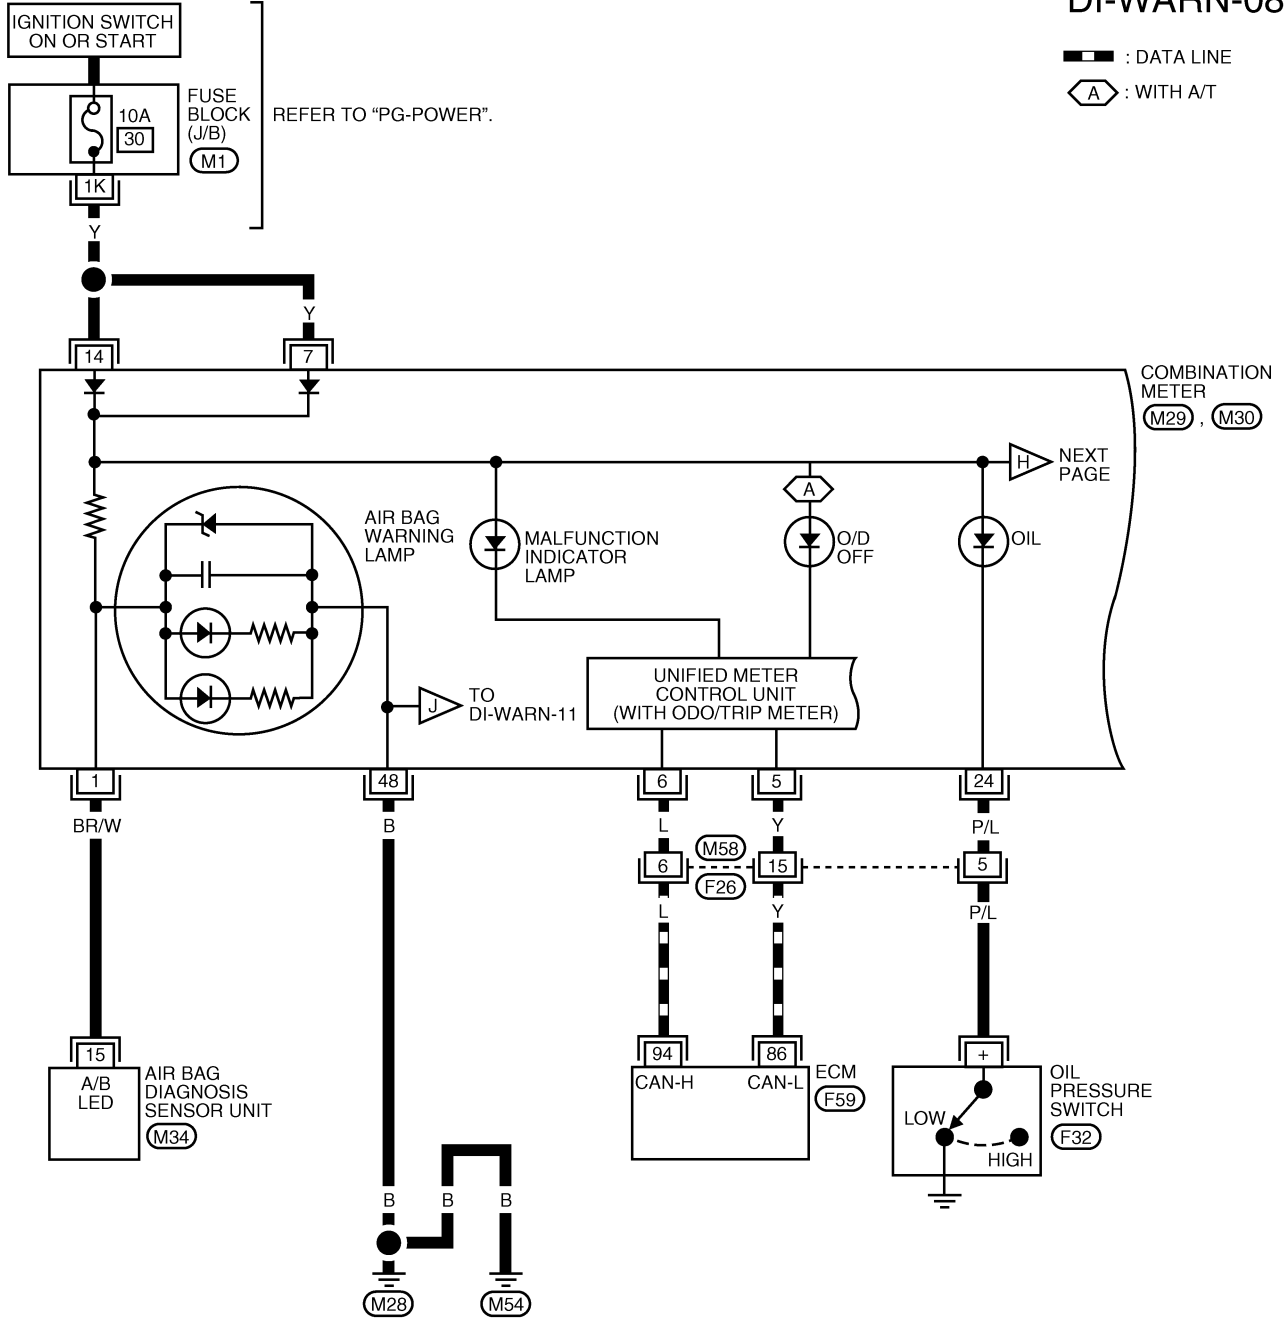 DI-WARN-08
IGNITION SWITCH
ON OR START
: DATA LINE
A : WITH A/T
10A
30
FUSE
BLOCK
(J/B)
M1
REFER TO “PG-POWER”.
1K
Y
Y
14
7
COMBINATION
METER
M29 , M30
H
NEXT
PAGE
A
AIR BAG
WARNING
LAMP
MALFUNCTION
INDICATOR
LAMP
O/D
OFF
OIL
UNIFIED METER
CONTROL UNIT
(WITH ODO/TRIP METER)
J
TO
DI-WARN-11
1
48
6
5
24
BR/W
B
L
Y
P/L
M58
6
15
5
F26
L
Y
P/L
15
94
86
+
A/B
LED
AIR BAG
DIAGNOSIS
SENSOR UNIT
M34
CAN-H
CAN-L
ECM
F59
LOW
HIGH
OIL
PRESSURE
SWITCH
F32
B
B
B
M28
M54